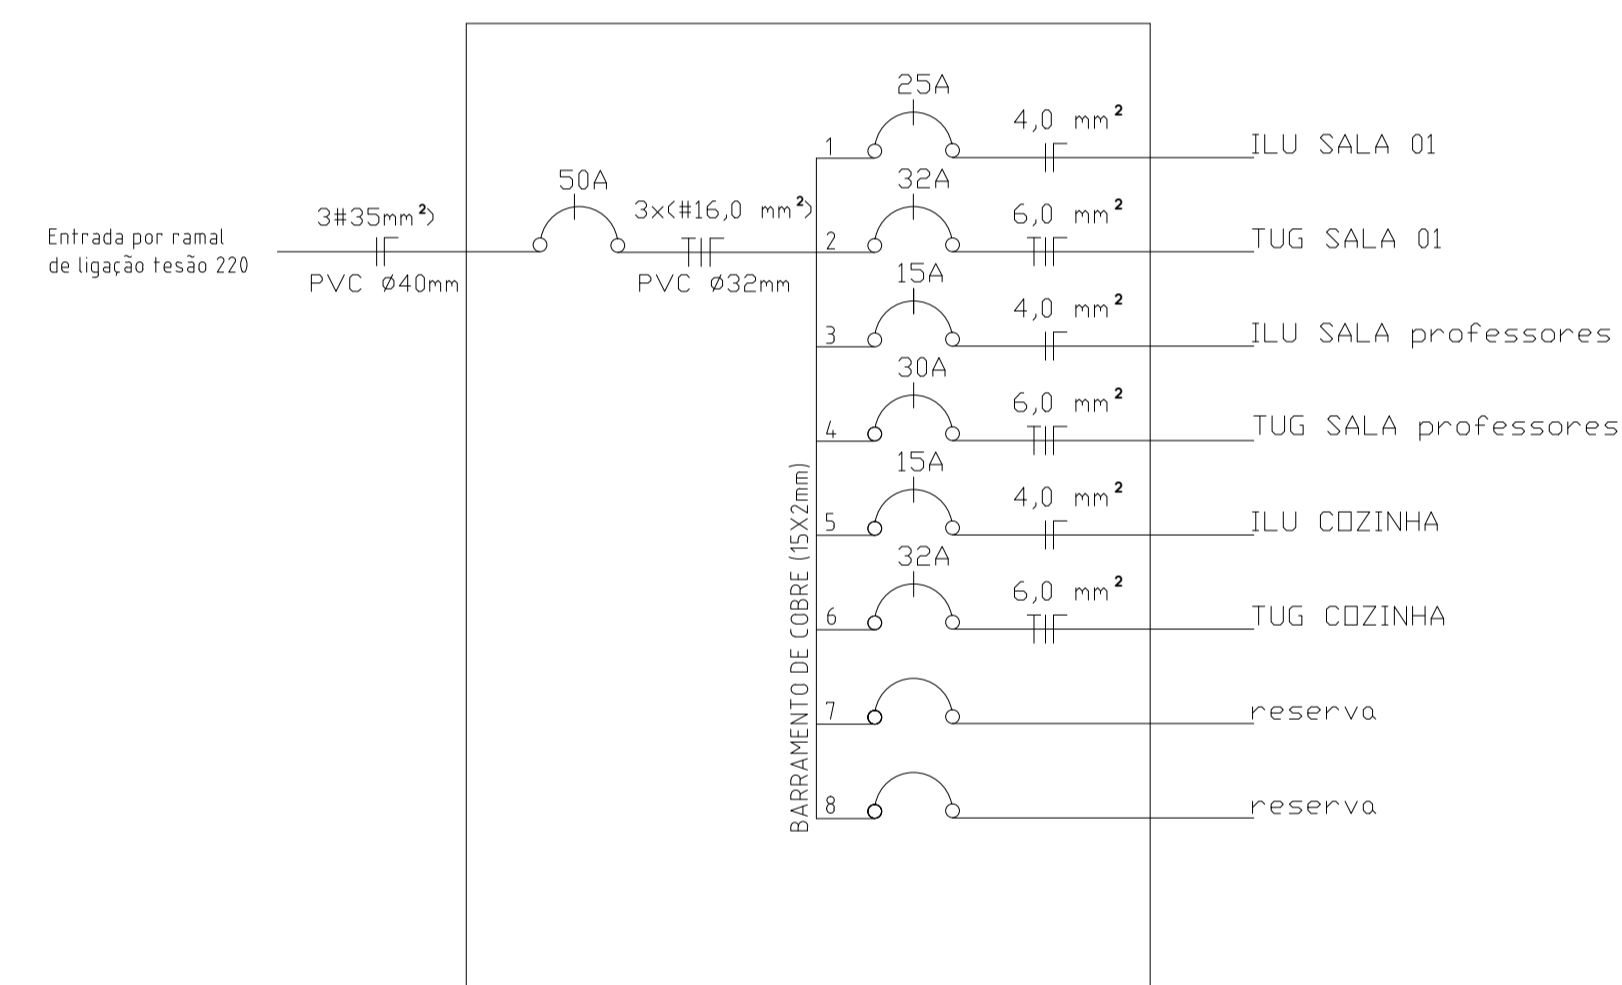 Entrada por ramal
de ligação tesão 220
3#35mm²)
PVC Ø40mm
50A
3x(#16,0 mm²)
PVC Ø32mm
BARRAMENTO DE COBRE (15X2mm)
1
25A
4,0 mm²
ILU SALA 01
2
32A
6,0 mm²
TUG SALA 01
3
15A
4,0 mm²
ILU SALA professores
4
30A
6,0 mm²
TUG SALA professores
5
15A
4,0 mm²
ILU COZINHA
6
32A
6,0 mm²
TUG COZINHA
7
reserva
8
reserva